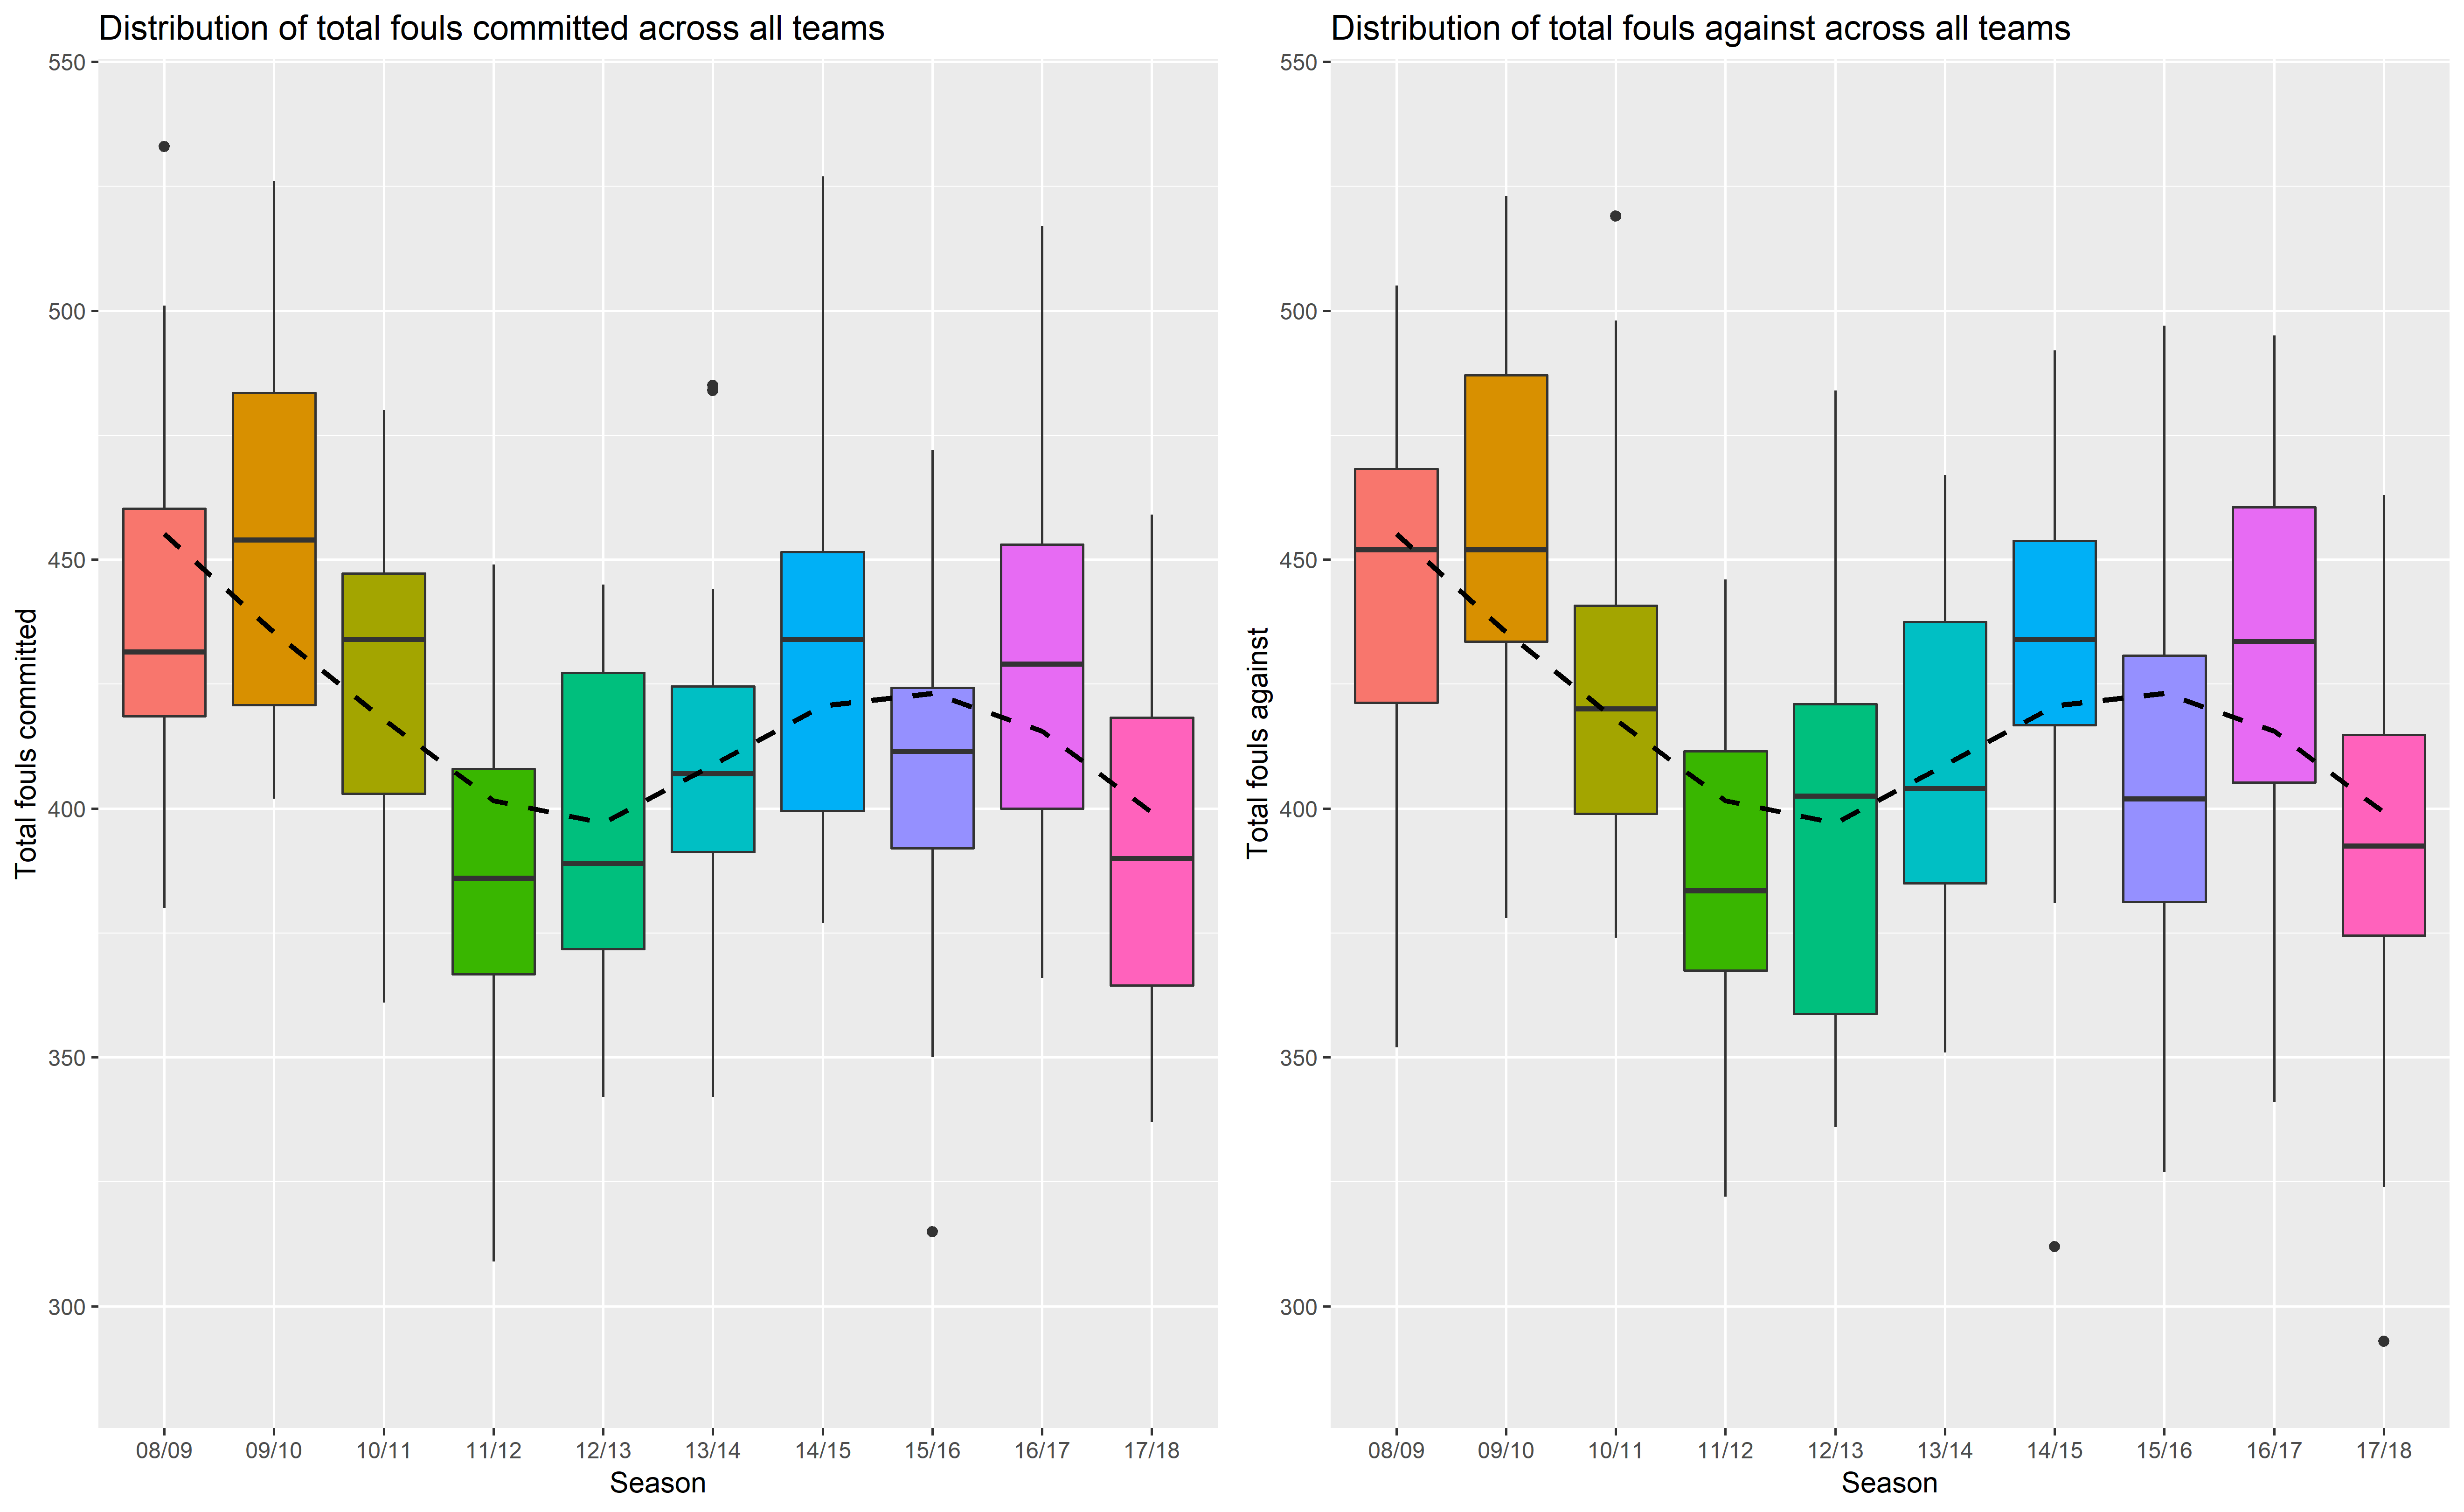 Distribution of total fouls committed across all teams
550
500
450
400
350
300
Total fouls committed
08/09 09/10 10/11 11/12 12/13 13/14 14/15 15/16 16/17 17/18
Season
Distribution of total fouls against across all teams
550
500
450
400
350
300
Total fouls against
08/09 09/10 10/11 11/12 12/13 13/14 14/15 15/16 16/17 17/18
Season